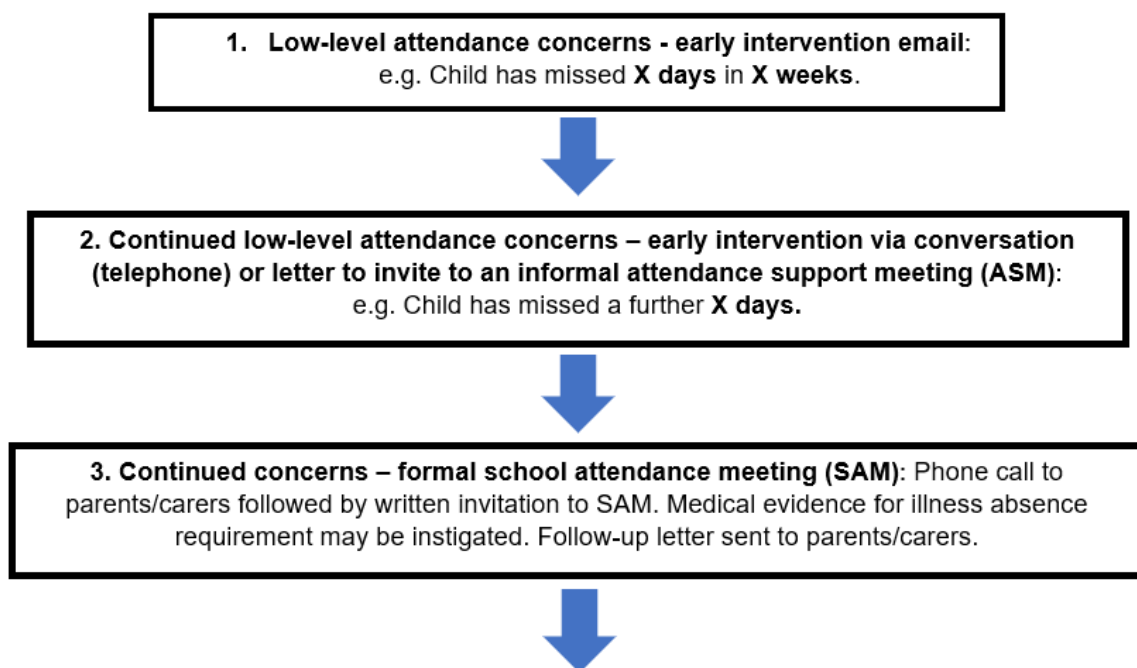 1. Low-level attendance concerns - early intervention email:
e.g. Child has missed X days in X weeks.
2. Continued low-level attendance concerns – early intervention via conversation
(telephone) or letter to invite to an informal attendance support meeting (ASM):
e.g. Child has missed a further X days.
3. Continued concerns – formal school attendance meeting (SAM): Phone call to
parents/carers followed by written invitation to SAM. Medical evidence for illness absence
requirement may be instigated. Follow-up letter sent to parents/carers.